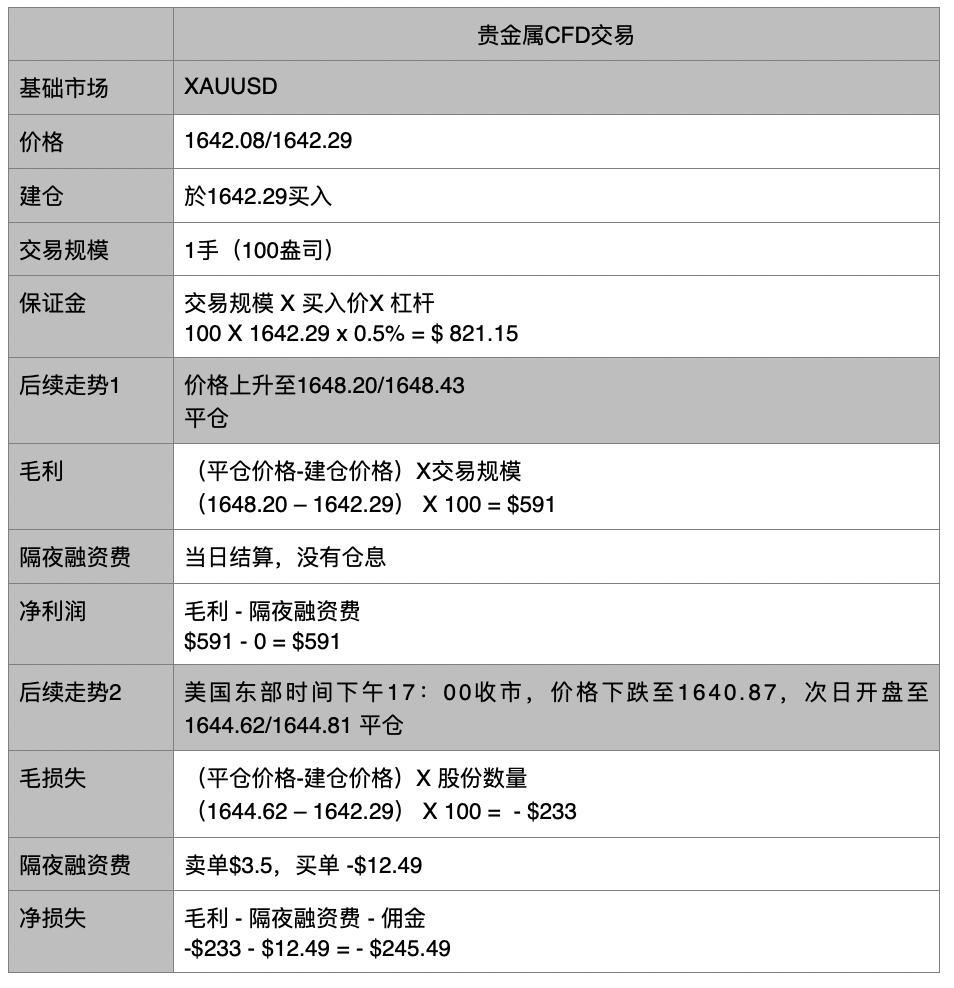 贵金属CFD交易
基础市场 XAUUSD
价格 1642.08/1642.29
建仓 於1642.29买入
交易规模 1手（100盎司）
保证金 交易规模 X 买入价X 杠杆
100 X 1642.29 x 0.5% = $ 821.15
后续走势1 价格上升至1648.20/1648.43
平仓
毛利 （平仓价格-建仓价格）X交易规模
（1648.20 – 1642.29） X 100 = $591
隔夜融资费 当日结算，没有仓息
净利润 毛利 - 隔夜融资费
$591 - 0 = $591
后续走势2 美国东部时间下午17：00收市，价格下跌至1640.87，次日开盘至
1644.62/1644.81 平仓
毛损失 （平仓价格-建仓价格）X 股份数量
（1644.62 – 1642.29） X 100 = - $233
隔夜融资费 卖单$3.5，买单 -$12.49
净损失 毛利 - 隔夜融资费 - 佣金
-$233 - $12.49 = - $245.49